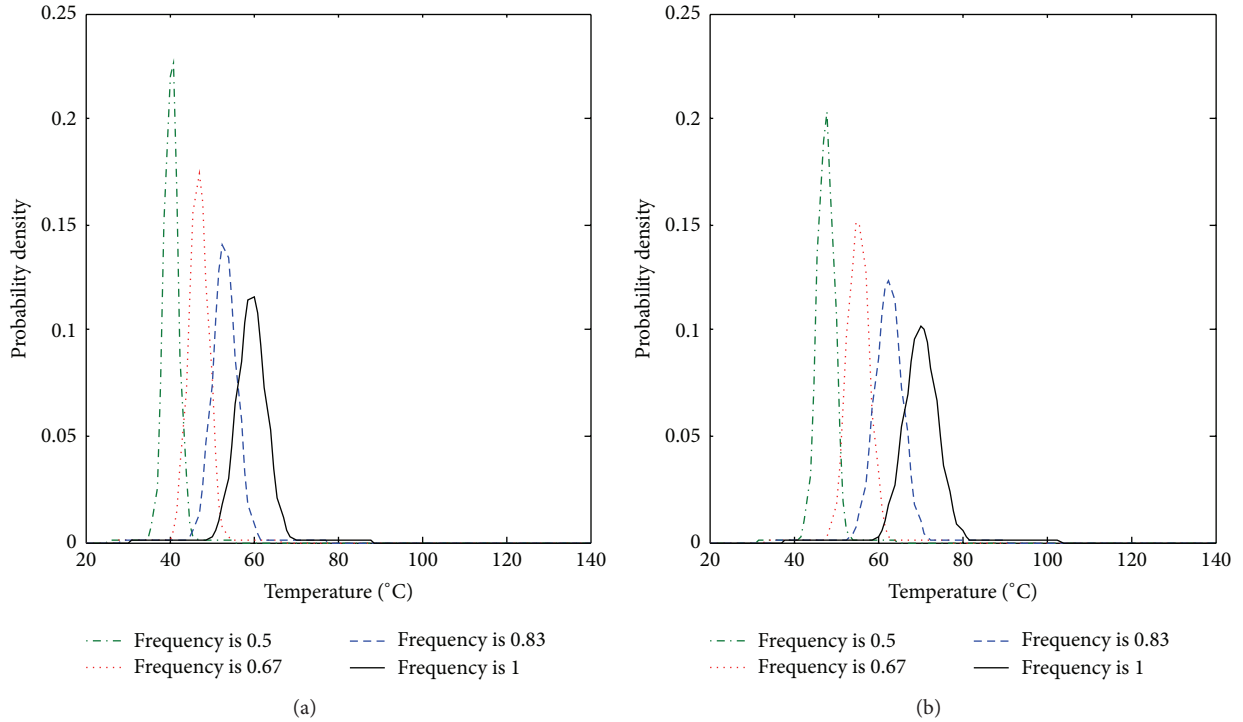 0.25
0.2
0.15
0.1
0.05
0
Probability density
20 40 60 80 100 120 140
Temperature (°C)
Frequency is 0.5
Frequency is 0.67
Frequency is 0.83
Frequency is 1
(a)
0.25
0.2
0.15
0.1
0.05
0
Probability density
20 40 60 80 100 120 140
Temperature (°C)
Frequency is 0.5
Frequency is 0.67
Frequency is 0.83
Frequency is 1
(b)